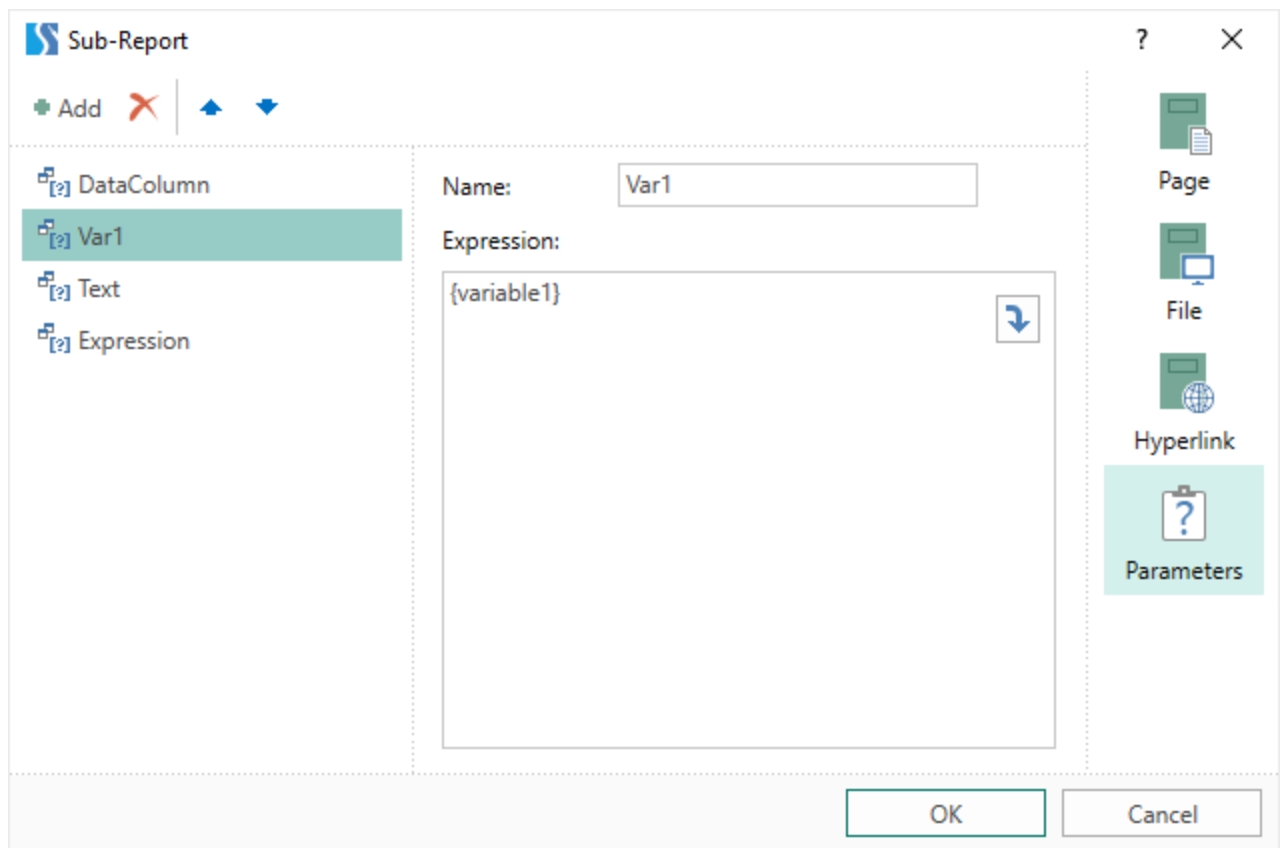 Sub-Report
?
Add
[?] DataColumn
[?] Var1
[?] Text
[?] Expression
Name:
Var1
Expression:
{variable1}
Page
File
Hyperlink
?
Parameters
OK
Cancel